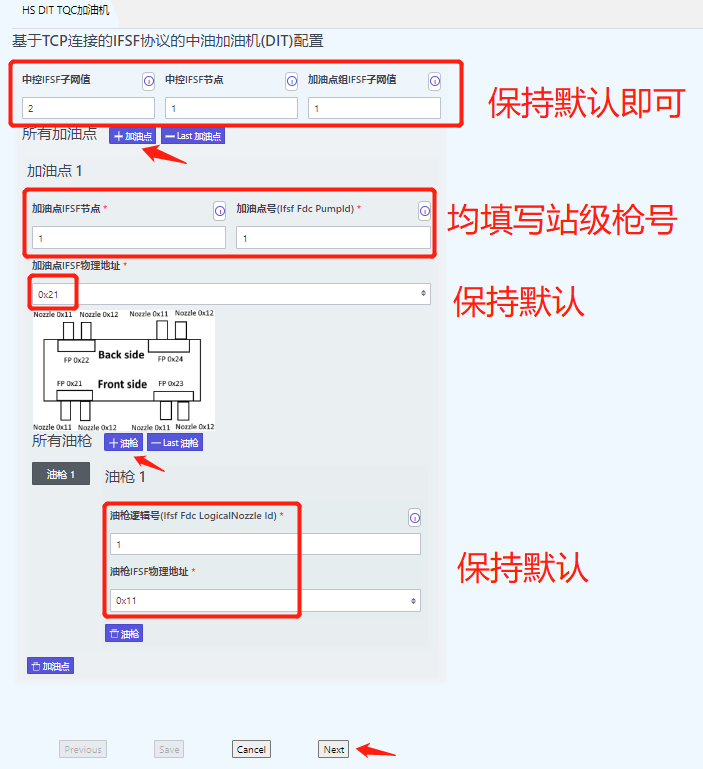 HS DIT TQC加油机
基于TCP连接的IFSF协议的中油加油机(DIT)配置
中控IFSF子网值 中控IFSF节点 加油点组IFSF子网值
2 1 1
保持默认即可
所有加油点 +加油点 —Last 加油点
加油点 1
加油点IFSF节点 * 加油点号(Ifsf Fdc PumpId) *
1 1
均填写站级枪号
加油点IFSF物理地址 *
0x21
保持默认
Nozzle 0x11 Nozzle 0x12 Nozzle 0x11 Nozzle 0x12
Back side
FP 0x22 FP 0x24
FP 0x21 Front side FP 0x23
Nozzle 0x11 Nozzle 0x12 Nozzle 0x11 Nozzle 0x12
所有油枪 +油枪 —Last 油枪
油枪 1 油枪 1
油枪逻辑号(Ifsf Fdc LogicalNozzle Id) *
1
油枪IFSF物理地址 *
保持默认
0x11
油枪
加油点
Previous Save Cancel Next